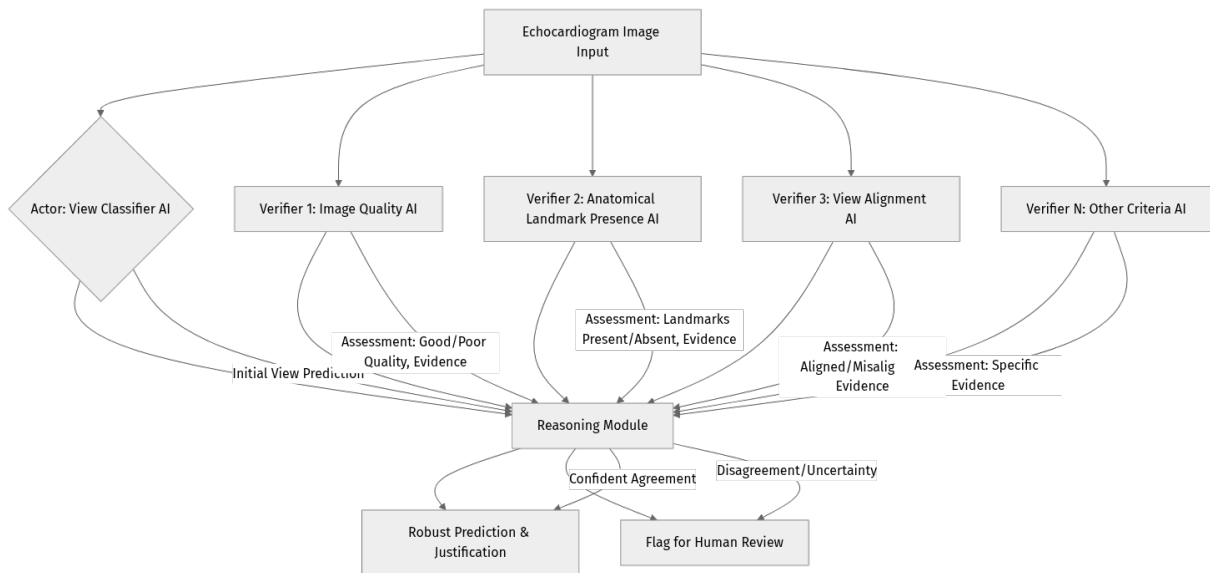 Echocardiogram Image
Input
Actor: View Classifier AI
Verifier 1: Image Quality AI
Verifier 2: Anatomical
Landmark Presence AI
Verifier 3: View Alignment
AI
Verifier N: Other Criteria AI
Initial View Prediction
Assessment: Good/Poor
Quality, Evidence
Assessment: Landmarks
Present/Absent, Evidence
Assessment:
Aligned/Misalig
Evidence
Assessment: Specific
Evidence
Reasoning Module
Confident Agreement
Disagreement/Uncertainty
Robust Prediction &
Justification
Flag for Human Review